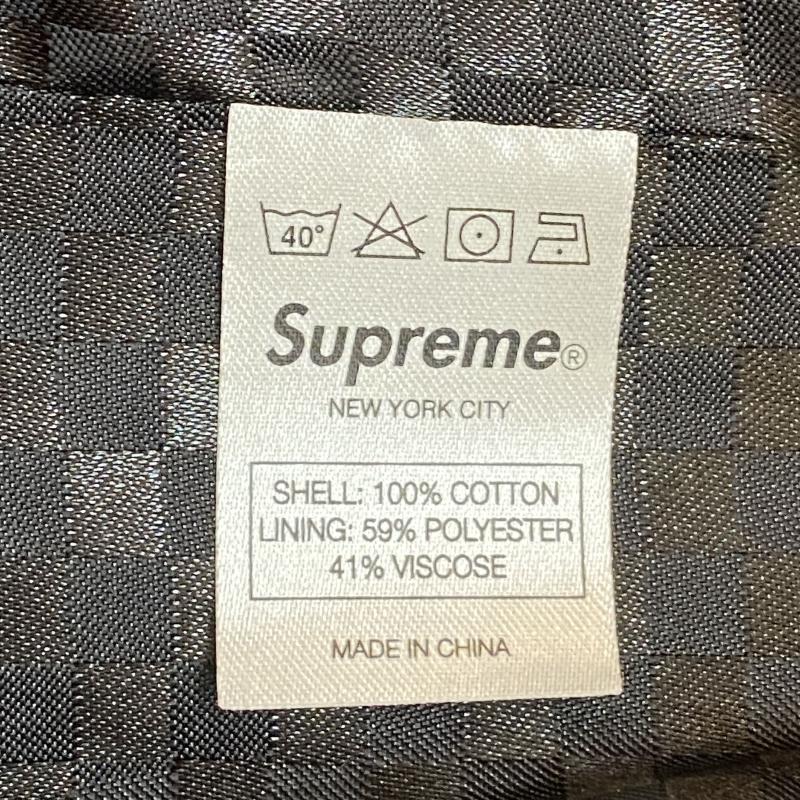 40°
Supreme®
NEW YORK CITY
SHELL: 100% COTTON
LINING: 59% POLYESTER
41% VISCOSE
MADE IN CHINA